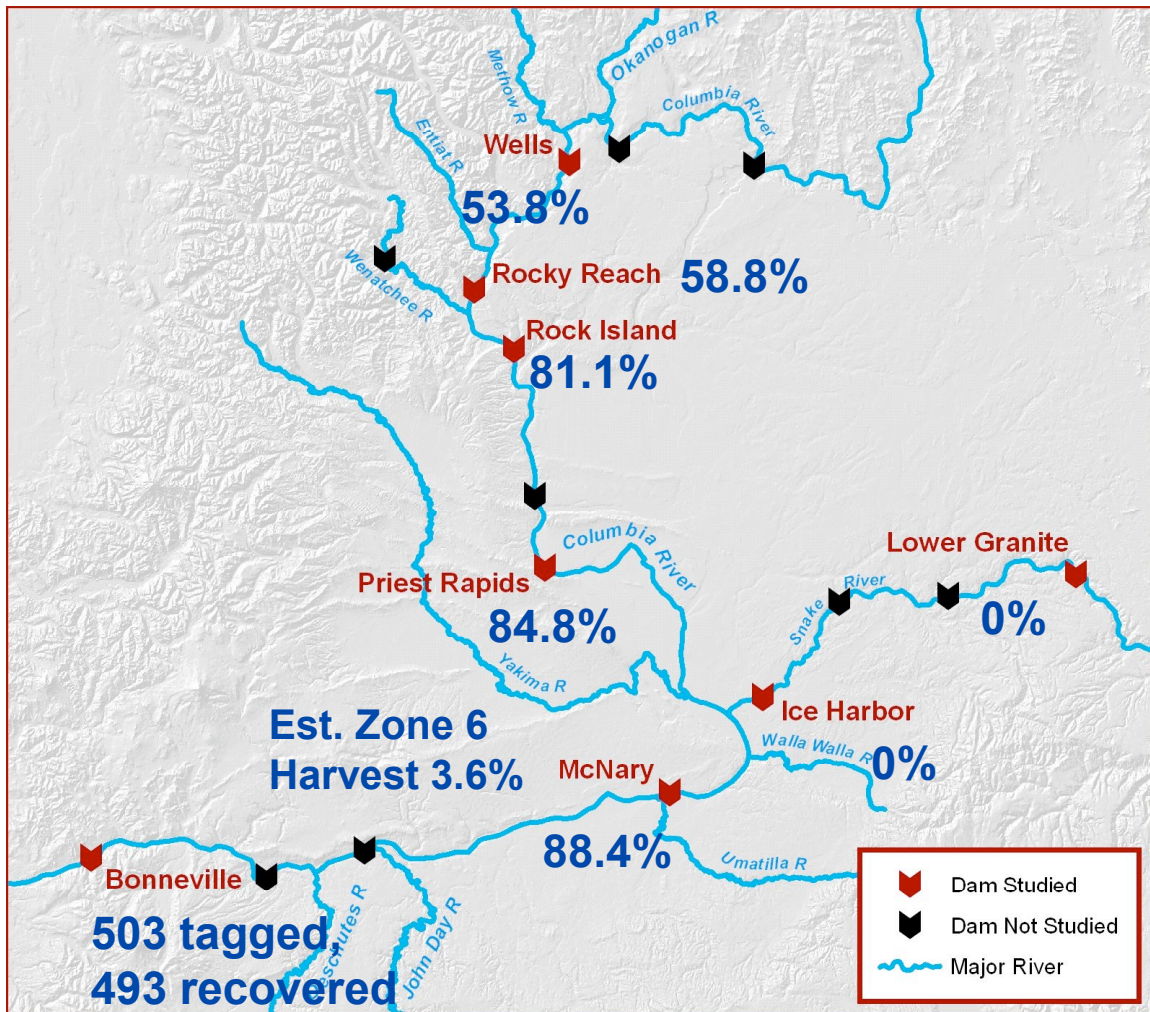 Methow R
Okanogan R
Columbia River
Entiat R
Wells
53.8%
Wenatchee R
Rocky Reach
58.8%
Rock Island
81.1%
Columbia River
Lower Granite
Priest Rapids
Snake River
0%
84.8%
Yakima R
Ice Harbor
Est. Zone 6
Harvest 3.6%
Walla Walla R
0%
McNary
88.4%
Umatilla R
Bonneville
Deschutes R
John Day R
503 tagged,
493 recovered
Dam Studied
Dam Not Studied
Major River